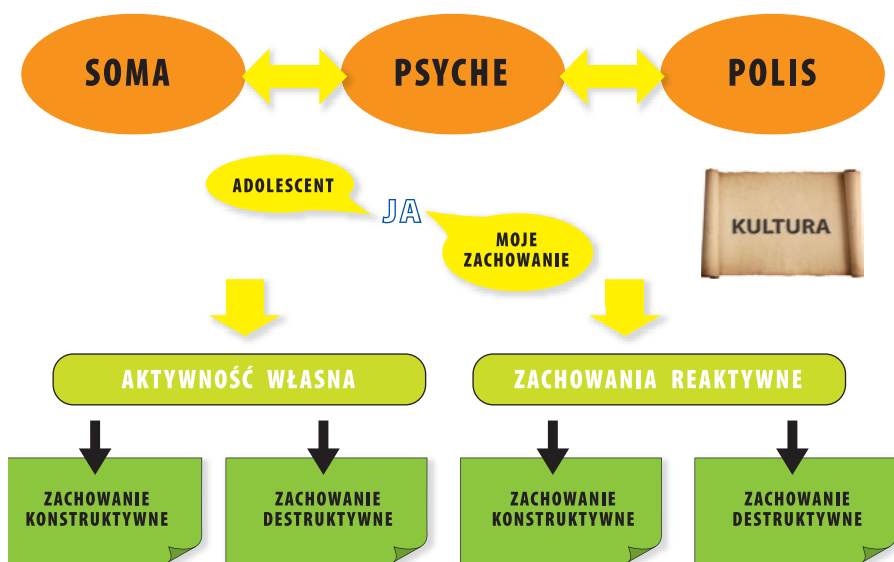 SOMA
PSYCHE
POLIS
ADOLESCENT
JA
MOJE
ZACHOWANIE
KULTURA
AKTYWNOŚĆ WŁASNA
ZACHOWANIA REAKTYWNE
ZACHOWANIE
KONSTRUKTYWNE
ZACHOWANIE
DESTRUKTYWNE
ZACHOWANIE
KONSTRUKTYWNE
ZACHOWANIE
DESTRUKTYWNE